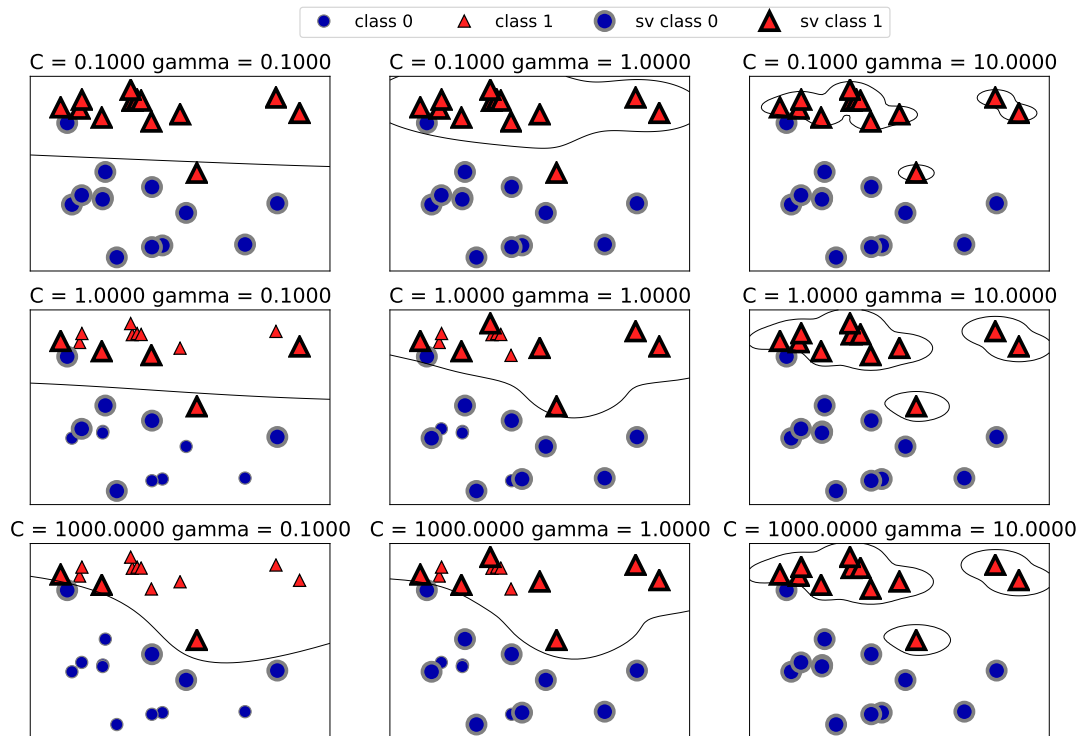 class 0 class 1 sv class 0 sv class 1
C = 0.1000 gamma = 0.1000 C = 0.1000 gamma = 1.0000 C = 0.1000 gamma = 10.0000
C = 1.0000 gamma = 0.1000 C = 1.0000 gamma = 1.0000 C = 1.0000 gamma = 10.0000
C = 1000.0000 gamma = 0.1000 C = 1000.0000 gamma = 1.0000 C = 1000.0000 gamma = 10.0000